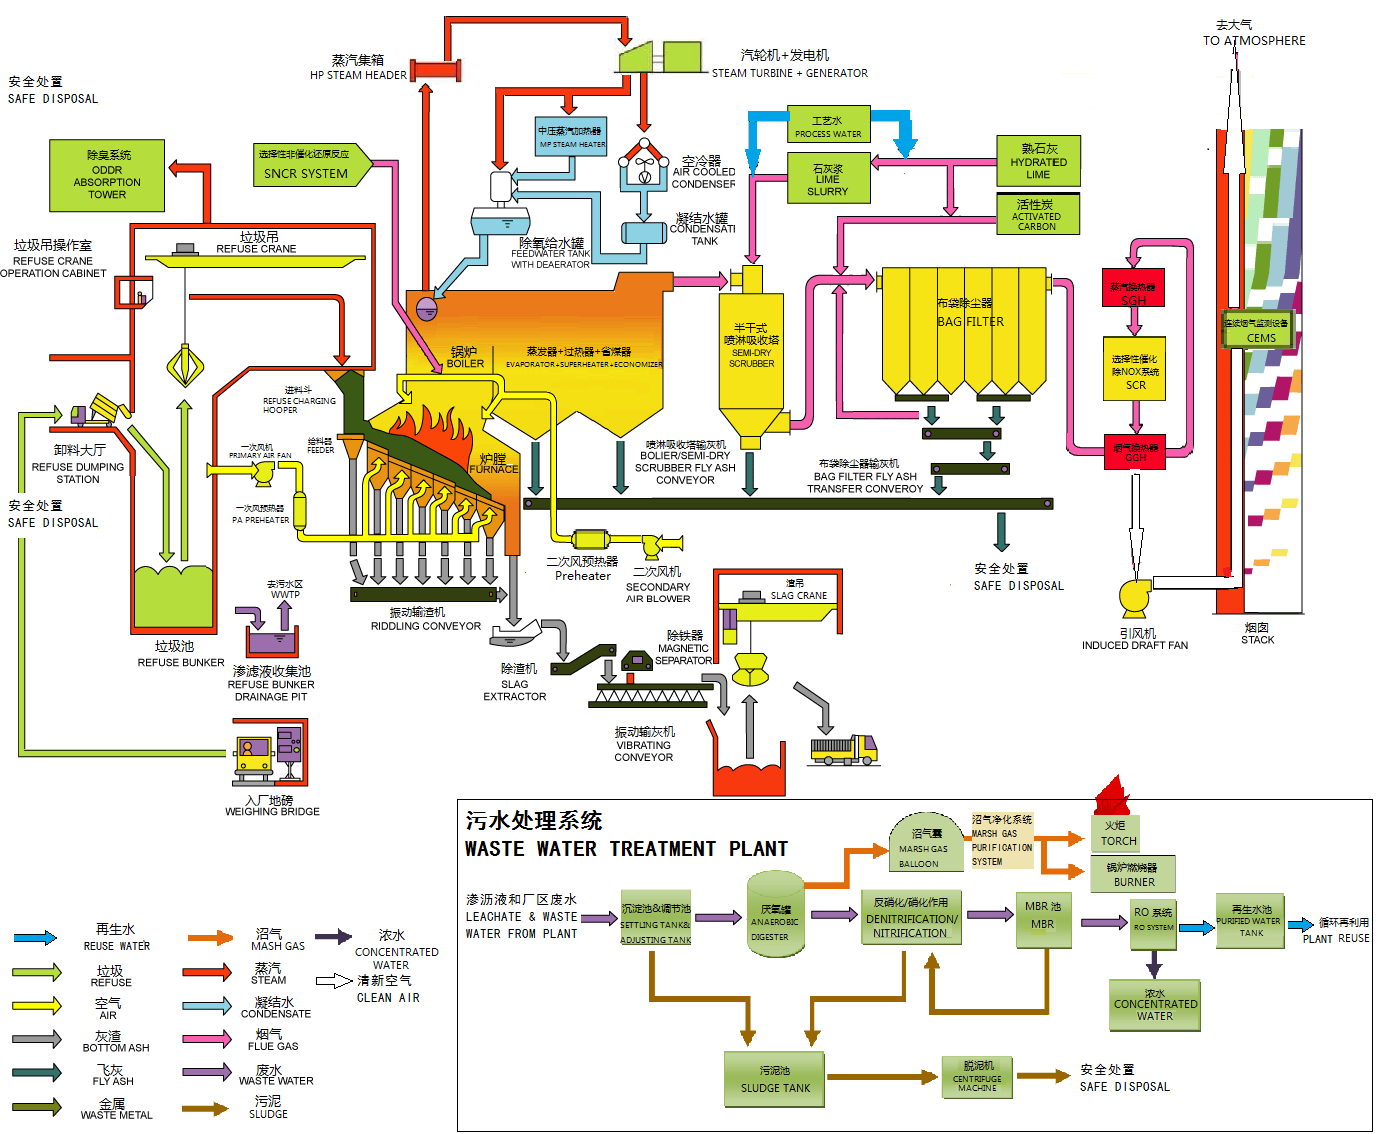 去大气
TO ATMOSPHERE
蒸汽集箱
HP STEAM HEADER
汽轮机+发电机
STEAM TURBINE + GENERATOR
安全处置
SAFE DISPOSAL
除臭系统
ODDR
ABSORPTION
TOWER
选择性非催化还原反应
SNCR SYSTEM
中压蒸汽加热器
MP STEAM HEATER
空冷器
AIR COOLED
CONDENSER
工艺水
PROCESS WATER
石灰浆
LIME
SLURRY
熟石灰
HYDRATED
LIME
活性炭
ACTIVATED
CARBON
垃圾吊操作室
REFUSE CRANE
OPERATION CABINET
垃圾吊
REFUSE CRANE
除氧给水罐
FEEDWATER TANK
WITH DEAERATOR
凝结水罐
CONDENSATI
TANK
蒸汽换热器
SGH
连续烟气监测设备
CEMS
半干式
喷淋吸收塔
SEMI-DRY
SCRUBBER
布袋除尘器
BAG FILTER
锅炉
BOILER
蒸发器+过热器+省煤器
EVAPORATOR+SUPERHEATER+ECONOMIZER
选择性催化
除NOX系统
SCR
进料斗
REFUSE CHARGING
HOOPER
卸料大厅
REFUSE DUMPING
STATION
一次风机
PRIMARY AIR FAN
给料器
FEEDER
炉膛
FURNACE
喷淋吸收塔输灰机
BOLIER/SEMI-DRY
SCRUBBER FLY ASH
CONVEYOR
布袋除尘器输灰机
BAG FILTER FLY ASH
TRANSFER CONVEROY
烟气换热器
GGH
安全处置
SAFE DISPOSAL
一次风预热器
PA PREHEATER
二次风预热器
Preheater
二次风机
SECONDARY
AIR BLOWER
安全处置
SAFE DISPOSAL
去污水区
WWTP
渣吊
SLAG CRANE
振动输渣机
RIDDLING CONVEYOR
引风机
INDUCED DRAFT FAN
烟囱
STACK
垃圾池
REFUSE BUNKER
渗滤液收集池
REFUSE BUNKER
DRAINAGE PIT
除渣机
SLAG
EXTRACTOR
除铁器
MAGNETIC
SEPARATOR
振动输灰机
VIBRATING
CONVEYOR
入厂地磅
WEIGHING BRIDGE
污水处理系统
WASTE WATER TREATMENT PLANT
沼气囊
MARSH GAS
BALLOON
沼气净化系统
MARSH GAS
PURIFICATION
SYSTEM
火炬
TORCH
锅炉燃烧器
BURNER
渗沥液和厂区废水
LEACHATE & WASTE
WATER FROM PLANT
沉淀池&调节池
SETTLING TANK&
ADJUSTING TANK
厌氧罐
ANAEROBIC
DIGESTER
反硝化/硝化作用
DENITRIFICATION/
NITRIFICATION
MBR 池
MBR
RO 系统
RO SYSTEM
再生水池
PURIFIED WATER
TANK
循环再利用
PLANT REUSE
浓水
CONCENTRATED
WATER
污泥池
SLUDGE TANK
脱泥机
CENTRIFUGE
MACHINE
安全处置
SAFE DISPOSAL
再生水
REUSE WATER
沼气
MASH GAS
浓水
CONCENTRATED
WATER
垃圾
REFUSE
蒸汽
STEAM
清新空气
CLEAN AIR
空气
AIR
凝结水
CONDENSATE
灰渣
BOTTOM ASH
烟气
FLUE GAS
飞灰
FLY ASH
废水
WASTE WATER
金属
WASTE METAL
污泥
SLUDGE